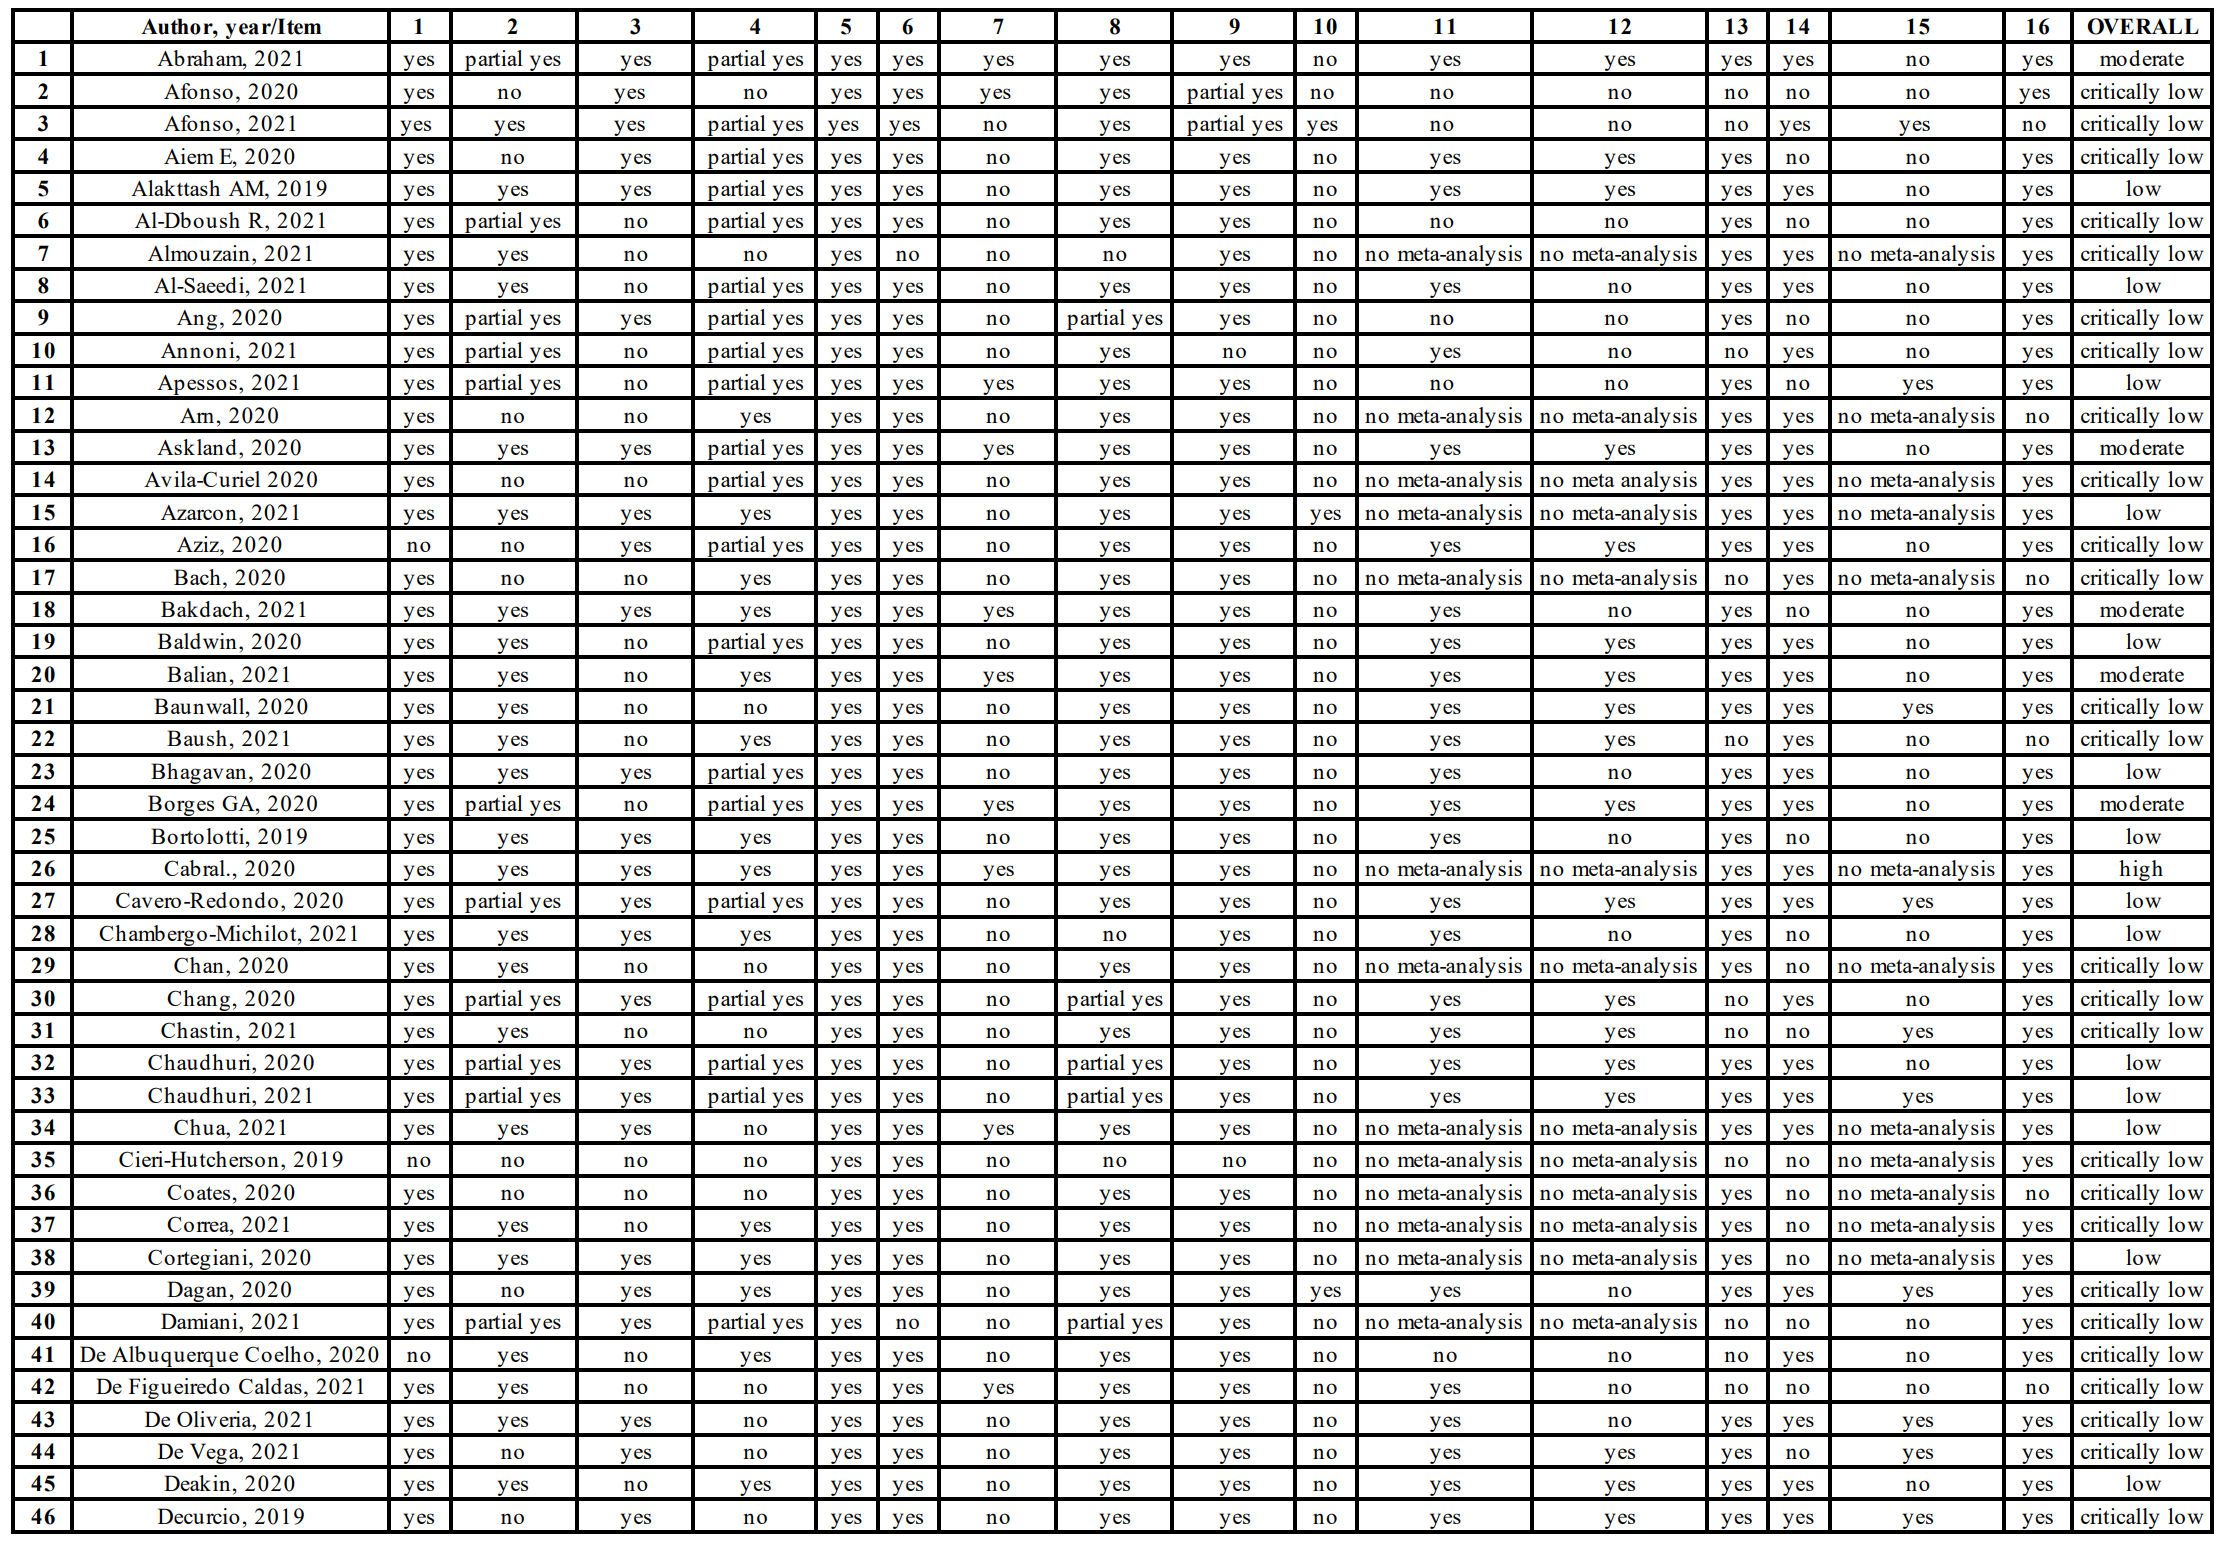 Author, year/Item 1 2 3 4 5 6 7 8 9 10 11 12 13 14 15 16 OVERALL
1 Abraham, 2021 yes partial yes yes partial yes yes yes yes yes yes no yes yes yes yes no yes moderate
2 Afonso, 2020 yes no yes no yes yes yes yes partial yes no no no no no no yes critically low
3 Afonso, 2021 yes yes yes partial yes yes yes no yes partial yes yes no no no yes yes no critically low
4 Aiem E, 2020 yes no yes partial yes yes yes no yes yes no yes yes yes no no yes critically low
5 Alakttash AM, 2019 yes yes yes partial yes yes yes no yes yes no yes yes yes yes no yes low
6 Al-Dboush R, 2021 yes partial yes no partial yes yes yes no yes yes no no no yes no no yes critically low
7 Almouzain, 2021 yes yes no no yes no no no yes no no meta-analysis no meta-analysis yes yes no meta-analysis yes critically low
8 Al-Saeedi, 2021 yes yes no partial yes yes yes no yes yes no yes no yes yes no yes low
9 Ang, 2020 yes partial yes yes partial yes yes yes no partial yes yes no no no yes no no yes critically low
10 Annoni, 2021 yes partial yes no partial yes yes yes no yes no no yes no no yes no yes critically low
11 Apessos, 2021 yes partial yes no partial yes yes yes yes yes yes no no no yes no yes yes low
12 Arn, 2020 yes no no yes yes yes no yes yes no no meta-analysis no meta-analysis yes yes no meta-analysis no critically low
13 Askland, 2020 yes yes yes partial yes yes yes yes yes yes no yes yes yes yes no yes moderate
14 Avila-Curiel 2020 yes no no partial yes yes yes no yes yes no no meta-analysis no meta analysis yes yes no meta-analysis yes critically low
15 Azarcon, 2021 yes yes yes yes yes yes no yes yes yes no meta-analysis no meta-analysis yes yes no meta-analysis yes low
16 Aziz, 2020 no no yes partial yes yes yes no yes yes no yes yes yes yes no yes critically low
17 Bach, 2020 yes no no yes yes yes no yes yes no no meta-analysis no meta-analysis no yes no meta-analysis no critically low
18 Bakdach, 2021 yes yes yes yes yes yes yes yes yes no yes no yes no no yes moderate
19 Baldwin, 2020 yes yes no partial yes yes yes no yes yes no yes yes yes yes no yes low
20 Balian, 2021 yes yes no yes yes yes yes yes yes no yes yes yes yes no yes moderate
21 Baunwall, 2020 yes yes no no yes yes no yes yes no yes yes yes yes yes yes critically low
22 Baush, 2021 yes yes no yes yes yes no yes yes no yes yes no yes no no critically low
23 Bhagavan, 2020 yes yes yes partial yes yes yes no yes yes no yes no yes yes no yes low
24 Borges GA, 2020 yes partial yes no partial yes yes yes yes yes yes no yes yes yes yes no yes moderate
25 Bortolotti, 2019 yes yes yes yes yes yes no yes yes no yes no yes no no yes low
26 Cabral., 2020 yes yes yes yes yes yes yes yes yes no no meta-analysis no meta-analysis yes yes no meta-analysis yes high
27 Cavero-Redondo, 2020 yes partial yes yes partial yes yes yes no yes yes no yes yes yes yes yes yes low
28 Chambergo-Michilot, 2021 yes yes yes yes yes yes no no yes no yes no yes no no yes low
29 Chan, 2020 yes yes no no yes yes no yes yes no no meta-analysis no meta-analysis yes no no meta-analysis yes critically low
30 Chang, 2020 yes partial yes yes partial yes yes yes no partial yes yes no yes yes no yes no yes critically low
31 Chastin, 2021 yes yes no no yes yes no yes yes no yes yes no no yes yes critically low
32 Chaudhuri, 2020 yes partial yes yes partial yes yes yes no partial yes yes no yes yes yes yes no yes low
33 Chaudhuri, 2021 yes partial yes yes partial yes yes yes no partial yes yes no yes yes yes yes yes yes low
34 Chua, 2021 yes yes yes no yes yes yes yes yes no no meta-analysis no meta-analysis yes yes no meta-analysis yes low
35 Cieri-Hutcherson, 2019 no no no no yes yes no no no no no meta-analysis no meta-analysis no no no meta-analysis yes critically low
36 Coates, 2020 yes no no no yes yes no yes yes no no meta-analysis no meta-analysis yes no no meta-analysis no critically low
37 Correa, 2021 yes yes no yes yes yes no yes yes no no meta-analysis no meta-analysis yes no no meta-analysis yes critically low
38 Cortegiani, 2020 yes yes yes yes yes yes no yes yes no no meta-analysis no meta-analysis yes no no meta-analysis yes low
39 Dagan, 2020 yes no yes yes yes yes no yes yes yes yes no yes yes yes yes critically low
40 Damiani, 2021 yes partial yes yes partial yes yes no no partial yes yes no no meta-analysis no meta-analysis no no no yes critically low
41 De Albuquerque Coelho, 2020 no yes no yes yes yes no yes yes no no no no yes no yes critically low
42 De Figueiredo Caldas, 2021 yes yes no no yes yes yes yes yes no yes no no no no no critically low
43 De Oliveria, 2021 yes yes yes no yes yes no yes yes no yes no yes yes yes yes critically low
44 De Vega, 2021 yes no yes no yes yes no yes yes no yes yes yes no yes yes critically low
45 Deakin, 2020 yes yes no yes yes yes no yes yes no yes yes yes yes no yes low
46 Decurcio, 2019 yes no yes no yes yes no yes yes no yes yes yes yes yes yes critically low